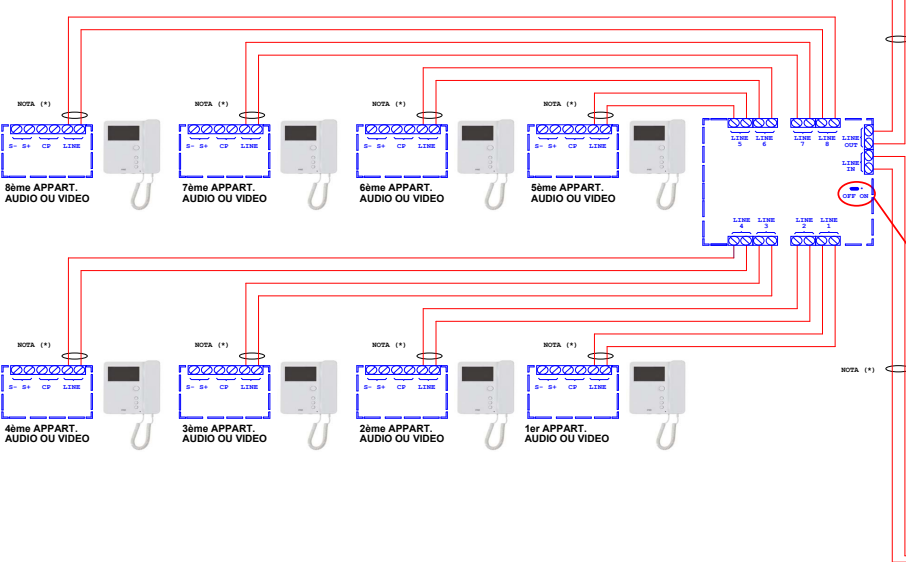 NOTA (*) NOTA (*) NOTA (*) NOTA (*)
S- S+ CP LINE S- S+ CP LINE S- S+ CP LINE S- S+ CP LINE
8ème APPART.
AUDIO OU VIDEO
7ème APPART.
AUDIO OU VIDEO
6ème APPART.
AUDIO OU VIDEO
5ème APPART.
AUDIO OU VIDEO
LINE LINE LINE LINE
5 6 7 8
LINE
OUT
LINE
IN
OFF ON
LINE LINE LINE LINE
4 3 2 1
NOTA (*) NOTA (*) NOTA (*) NOTA (*)
NOTA (*)
S- S+ CP LINE S- S+ CP LINE S- S+ CP LINE S- S+ CP LINE
4ème APPART.
AUDIO OU VIDEO
3ème APPART.
AUDIO OU VIDEO
2ème APPART.
AUDIO OU VIDEO
1er APPART.
AUDIO OU VIDEO